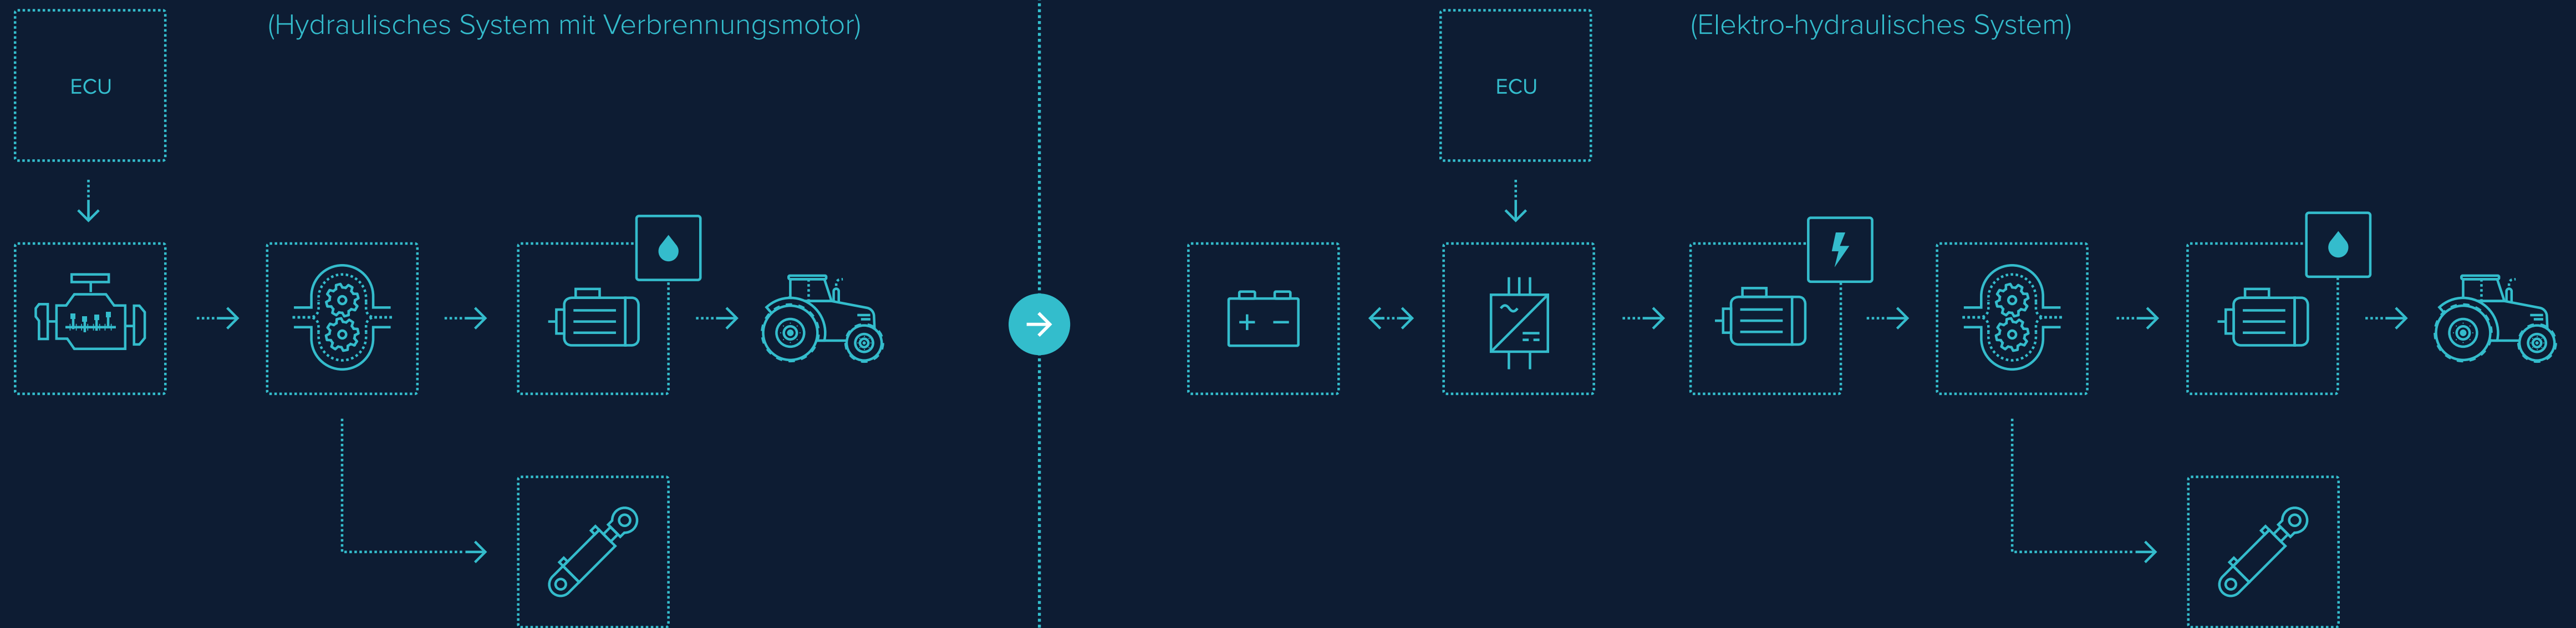 (Hydraulisches System mit Verbrennungsmotor)
ECU
(Elektro-hydraulisches System)
ECU